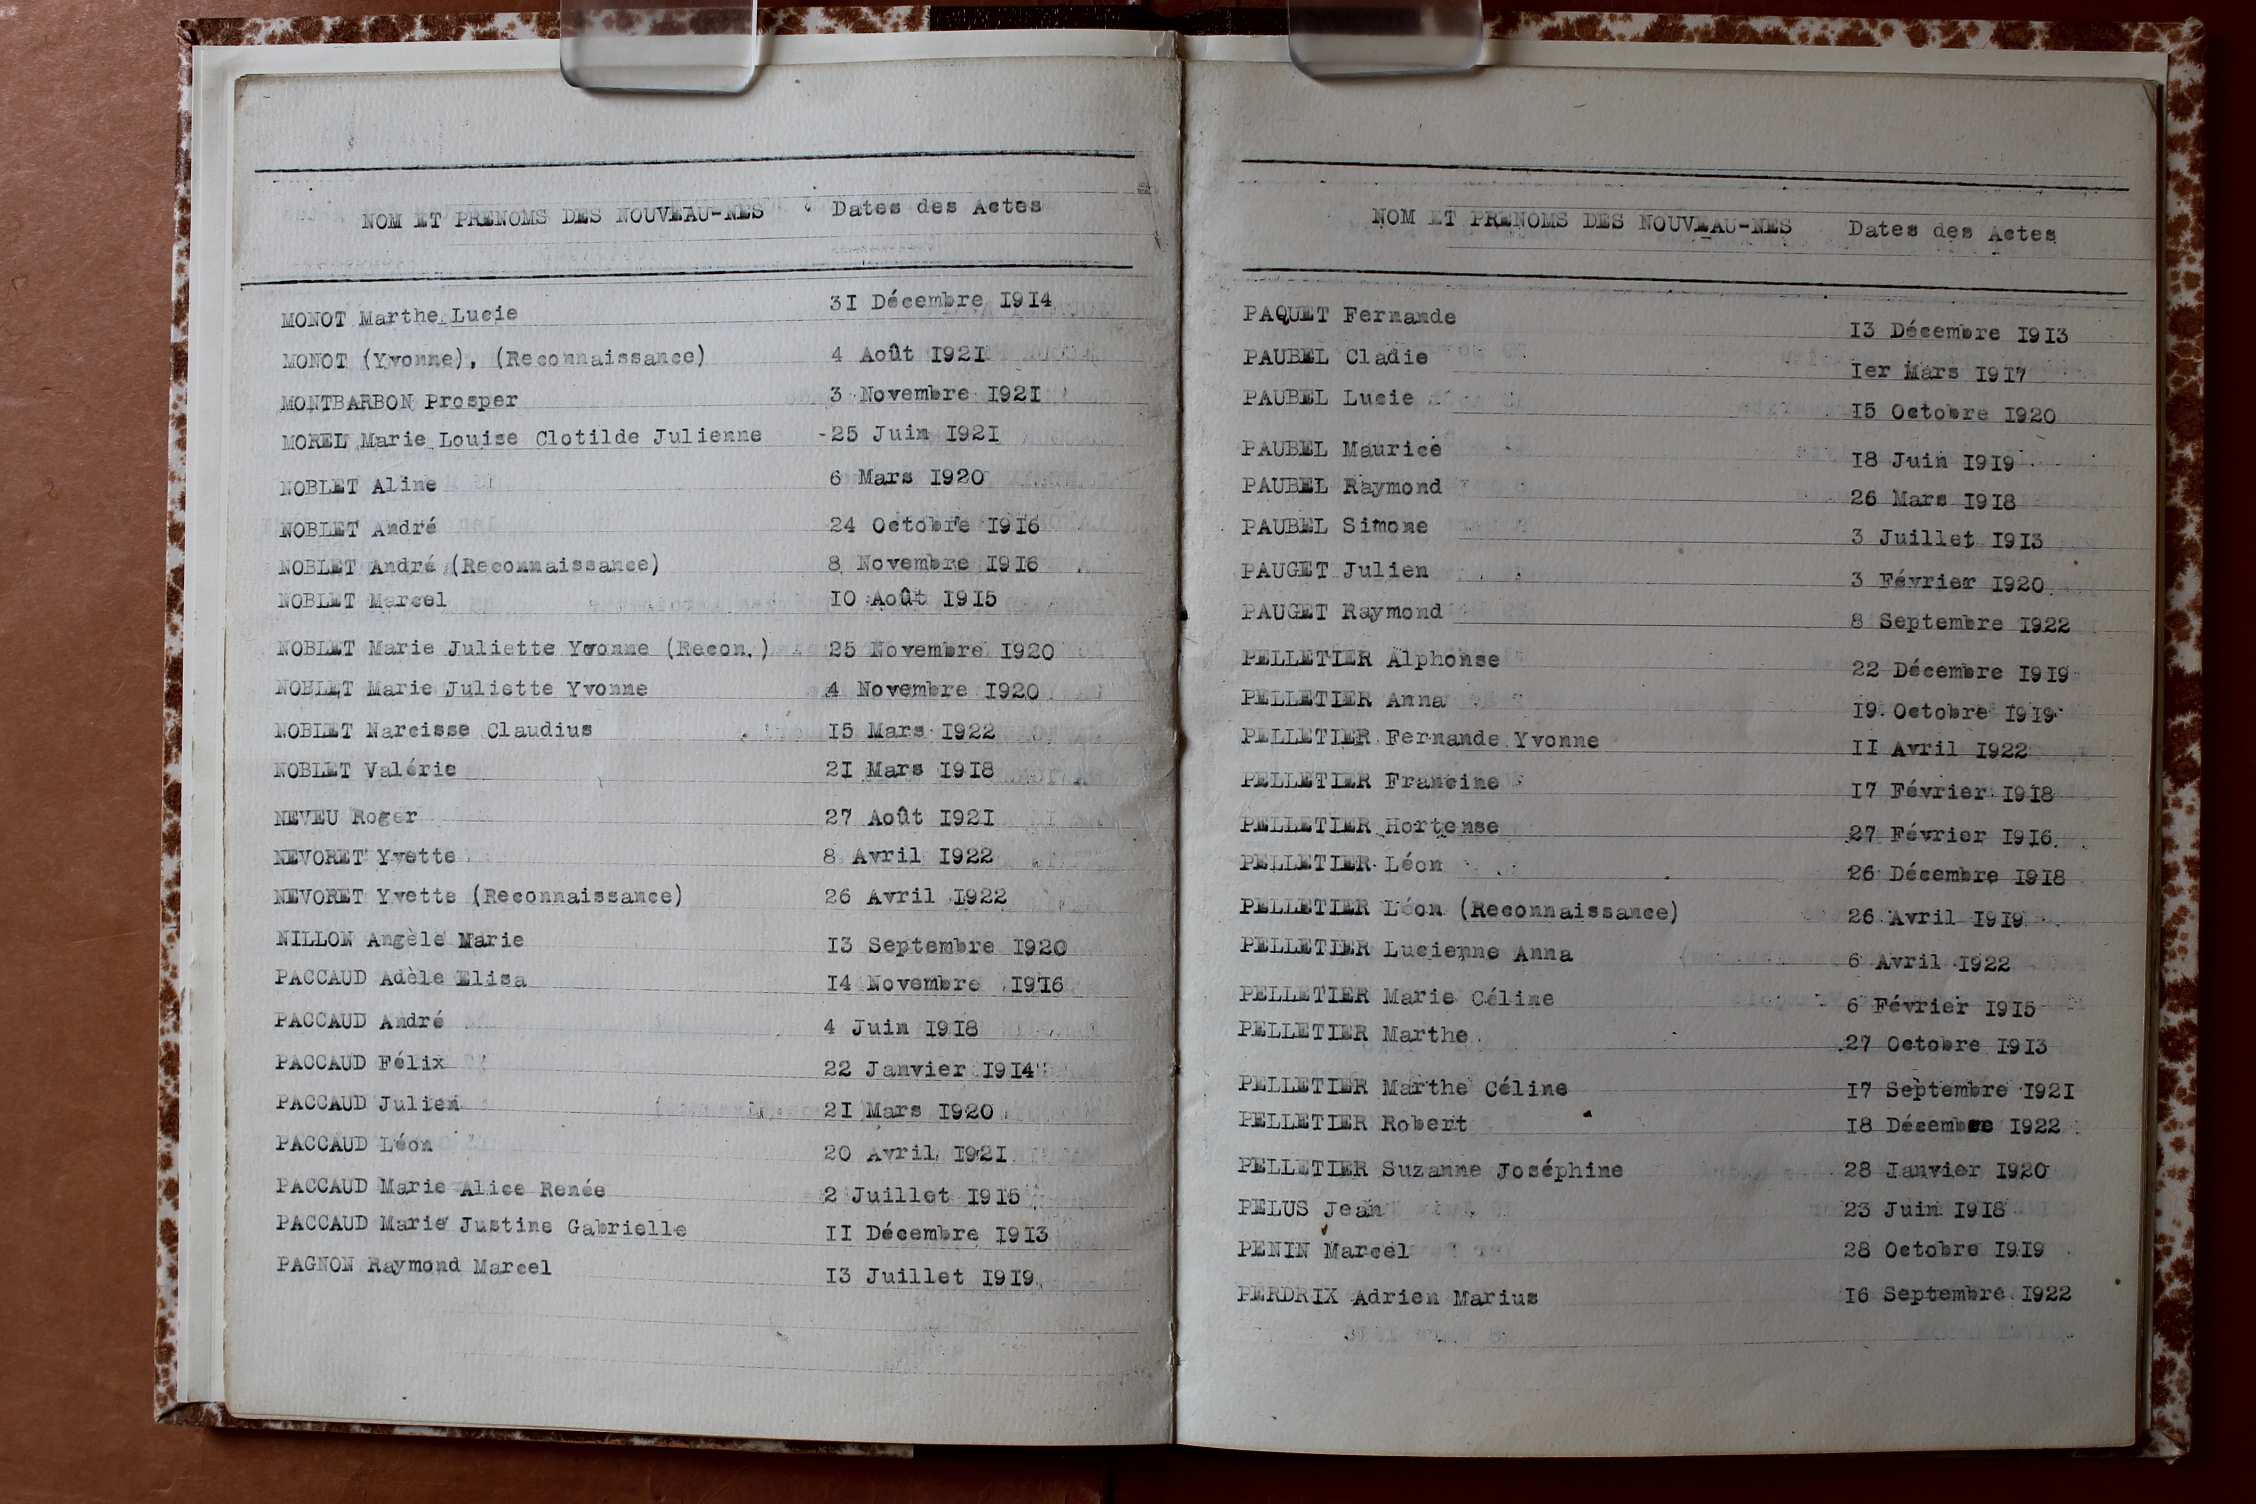 NOM ET PRENOMS DES NOUVEAU-NES Dates des Actes
MONOT Marthe Lucie 31 Décembre 1914
MONOT (Yvonne), (Reconnaissance) 4 Août 1921
MONTBARBON Prosper 3 Novembre 1921
MOREL Marie Louise Clotilde Julienne -25 Juin 1921
NOBLET Aline 6 Mars 1920
NOBLET André 24 Octobre 1916
NOBLET André (Reconnaissance) 8 Novembre 1916
NOBLET Marcel 10 Août 1915
NOBLET Marie Juliette Yvonne (Recon.) 25 Novembre 1920
NOBLET Marie Juliette Yvonne 4 Novembre 1920
NOBLET Narcisse Claudius 15 Mars 1922
NOBLET Valérie 21 Mars 1918
NEVEU Roger 27 Août 1921
NEVORET Yvette 8 Avril 1922
NEVORET Yvette (Reconnaissance) 26 Avril 1922
NILLON Angèle Marie 13 Septembre 1920
PACCAUD Adèle Elisa 14 Novembre 1916
PACCAUD André 4 Juin 1918
PACCAUD Félix 22 Janvier 1914
PACCAUD Julien 21 Mars 1920
PACCAUD Léon 20 Avril 1921
PACCAUD Marie Alice Renée 2 Juillet 1915
PACCAUD Marie Justine Gabrielle 11 Décembre 1913
PAGNON Raymond Marcel 13 Juillet 1919
NOM ET PRENOMS DES NOUVEAU-NES Dates des Actes
PAQUET Fernande 13 Décembre 1913
PAUBEL Cladie 1er Mars 1917
PAUBEL Lucie 15 Octobre 1920
PAUBEL Maurice 18 Juin 1919
PAUBEL Raymond 26 Mars 1918
PAUBEL Simone 3 Juillet 1913
PAUGET Julien 3 Février 1920
PAUGET Raymond 8 Septembre 1922
PELLETIER Alphonse 22 Décembre 1919
PELLETIER Anna 19 Octobre 1919
PELLETIER Fernande Yvonne 11 Avril 1922
PELLETIER Francine 17 Février 1918
PELLETIER Hortense 27 Février 1916
PELLETIER Léon 26 Décembre 1918
PELLETIER Léon (Reconnaissance) 26 Avril 1919
PELLETIER Lucienne Anna 6 Avril 1922
PELLETIER Marie Céline 6 Février 1915
PELLETIER Marthe 27 Octobre 1913
PELLETIER Marthe Céline 17 Septembre 1921
PELLETIER Robert 18 Décembre 1922
PELLETIER Suzanne Joséphine 28 Janvier 1920
PELUS Jean 23 Juin 1918
PENIN Marcel 28 Octobre 1919
PERDRIX Adrien Marius 16 Septembre 1922